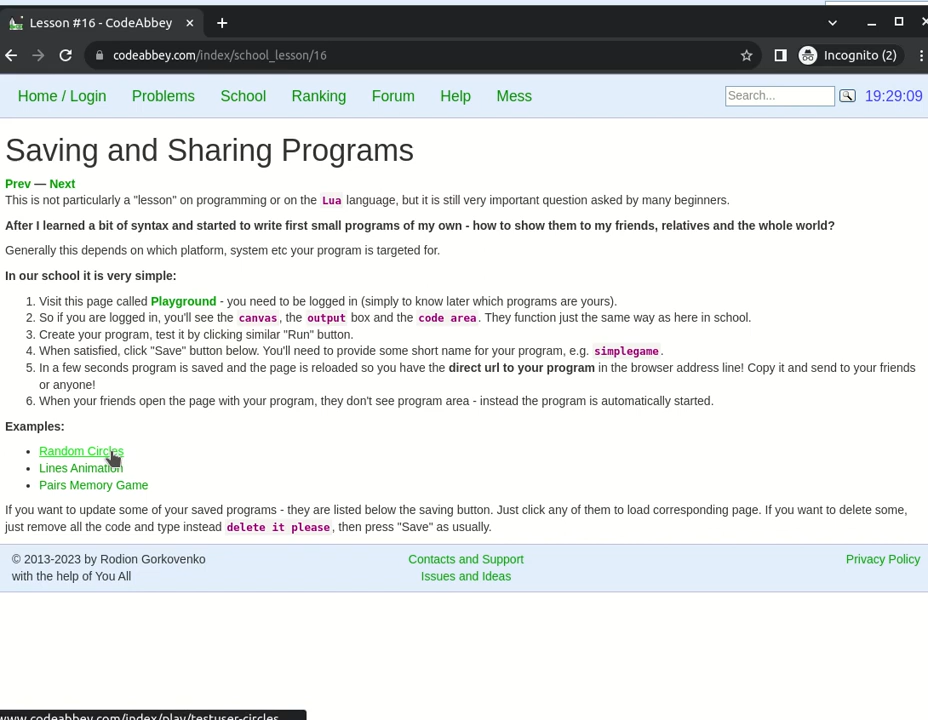 Lesson #16 - CodeAbbey
codeabbey.com/index/school_lesson/16
Incognito (2)
Home / Login Problems School Ranking Forum Help Mess
Search...
19:29:09
Saving and Sharing Programs
Prev — Next
This is not particularly a "lesson" on programming or on the Lua language, but it is still very important question asked by many beginners.
After I learned a bit of syntax and started to write first small programs of my own - how to show them to my friends, relatives and the whole world?
Generally this depends on which platform, system etc your program is targeted for.
In our school it is very simple:
1. Visit this page called Playground - you need to be logged in (simply to know later which programs are yours).
2. So if you are logged in, you'll see the canvas, the output box and the code area. They function just the same way as here in school.
3. Create your program, test it by clicking similar "Run" button.
4. When satisfied, click "Save" button below. You'll need to provide some short name for your program, e.g. simplegame.
5. In a few seconds program is saved and the page is reloaded so you have the direct url to your program in the browser address line! Copy it and send to your friends
or anyone!
6. When your friends open the page with your program, they don't see program area - instead the program is automatically started.
Examples:
• Random Circles
• Lines Animation
• Pairs Memory Game
If you want to update some of your saved programs - they are listed below the saving button. Just click any of them to load corresponding page. If you want to delete some,
just remove all the code and type instead delete it please, then press "Save" as usually.
© 2013-2023 by Rodion Gorkovenko
with the help of You All
Contacts and Support
Issues and Ideas
Privacy Policy
www.codeabbey.com/index/play/testuser-circles